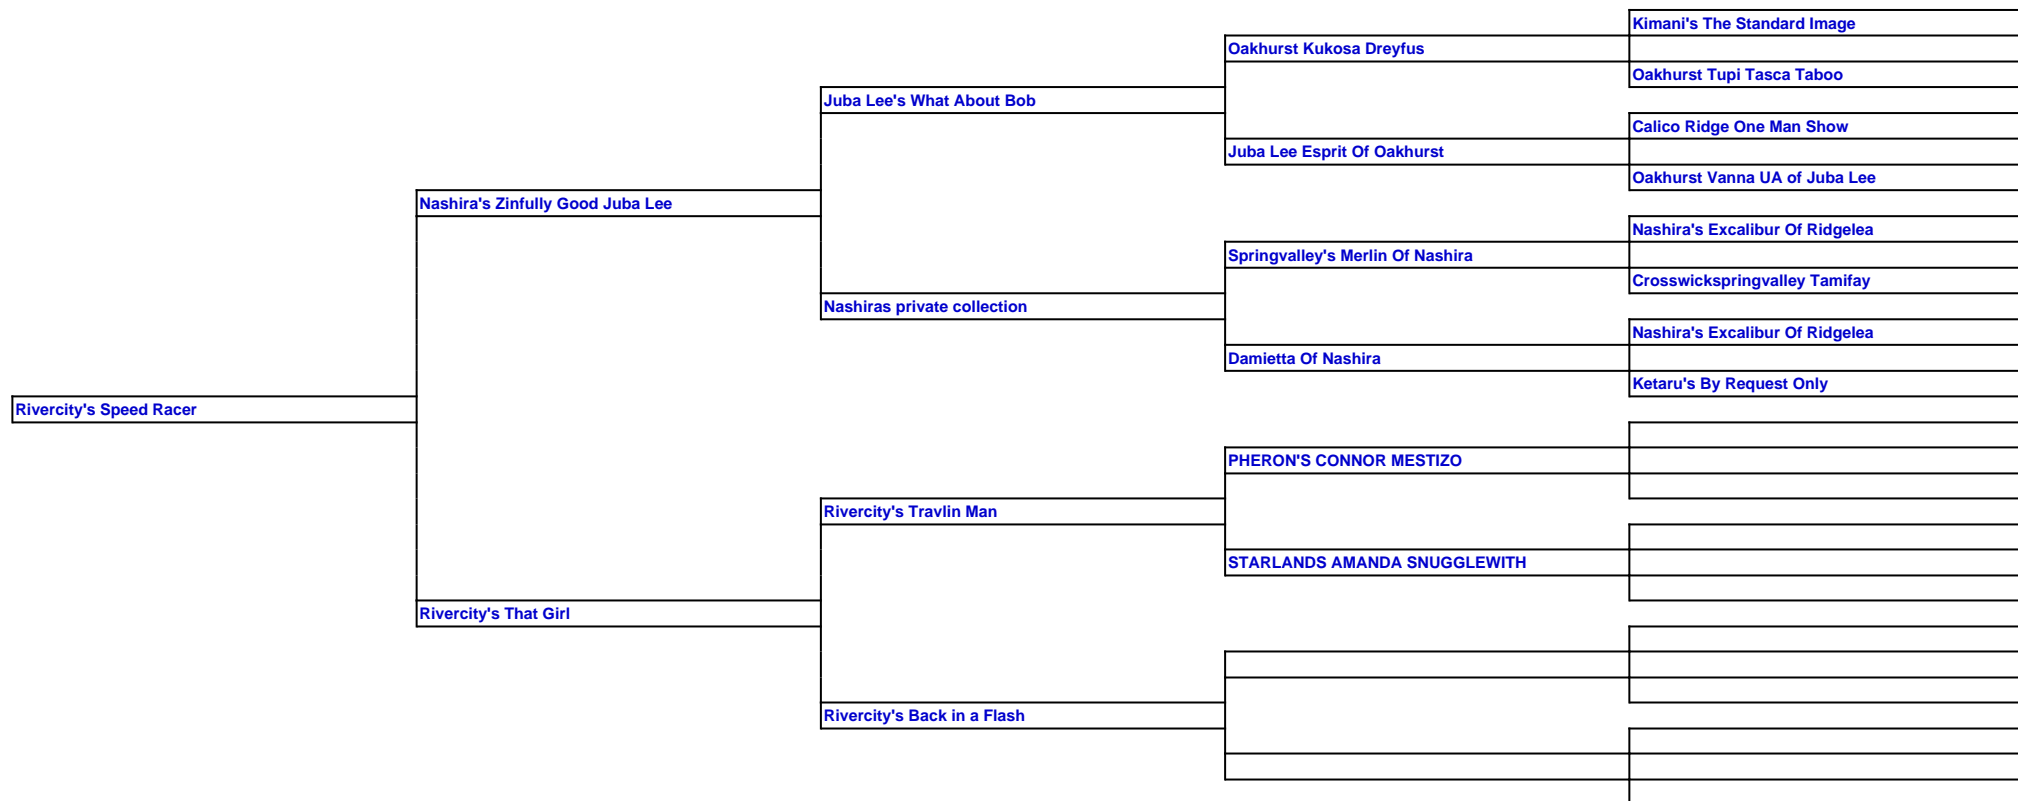 Kimani's The Standard Image
Oakhurst Kukosa Dreyfus
Oakhurst Tupi Tasca Taboo
Juba Lee's What About Bob
Calico Ridge One Man Show
Juba Lee Esprit Of Oakhurst
Oakhurst Vanna UA of Juba Lee
Nashira's Zinfully Good Juba Lee
Nashira's Excalibur Of Ridgelea
Springvalley's Merlin Of Nashira
Crosswickspringvalley Tamifay
Nashiras private collection
Nashira's Excalibur Of Ridgelea
Damietta Of Nashira
Ketaru's By Request Only
Rivercity's Speed Racer
PHERON'S CONNOR MESTIZO
Rivercity's Travlin Man
STARLANDS AMANDA SNUGGLEWITH
Rivercity's That Girl
Rivercity's Back in a Flash